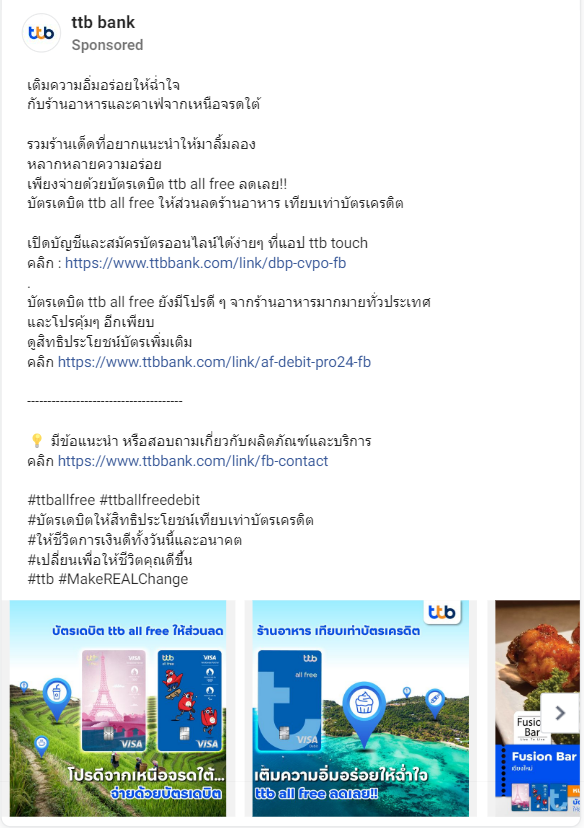 ttb
ttb bank
Sponsored
เติมความอิ่มอร่อยให้ฉ่ำใจ
กับร้านอาหารและคาเฟ่จากเหนือจรดใต้
รวมร้านเด็ดที่อยากแนะนำให้มาลิ้มลอง
หลากหลายความอร่อย
เพียงจ่ายด้วยบัตรเดบิต ttb all free ลดเลย!!
บัตรเดบิต ttb all free ให้ส่วนลดร้านอาหาร เทียบเท่าบัตรเครดิต
เปิดบัญชีและสมัครบัตรออนไลน์ได้ง่ายๆ ที่แอป ttb touch
คลิก : https://www.ttbbank.com/link/dbp-cvpo-fb
.
บัตรเดบิต ttb all free ยังมีโปรดี ๆ จากร้านอาหารมากมายทั่วประเทศ
และโปรคุ้มๆ อีกเพียบ
ดูสิทธิประโยชน์บัตรเพิ่มเติม
คลิก https://www.ttbbank.com/link/af-debit-pro24-fb
---------------------------------------
💡 มีข้อแนะนำ หรือสอบถามเกี่ยวกับผลิตภัณฑ์และบริการ
คลิก https://www.ttbbank.com/link/fb-contact
#ttballfree #ttballfreedebit
#บัตรเดบิตให้สิทธิประโยชน์เทียบเท่าบัตรเครดิต
#ให้ชีวิตการเงินดีทั้งวันนี้และอนาคต
#เปลี่ยนเพื่อให้ชีวิตคุณดีขึ้น
#ttb #MakeREALChange
บัตรเดบิต ttb all free ให้ส่วนลด
VISA
ttb
all free
VISA
VISA
VISA
โปรดีจากเหนือจรดใต้...
จ่ายด้วยบัตรเดบิต
ttb
ร้านอาหาร เทียบเท่าบัตรเครดิต
ttb
all free
VISA
เติมความอิ่มอร่อยให้ฉ่ำใจ
ttb all free ลดเลย!!
Fusion
Bar
Fusion Bar
เชียงใหม่